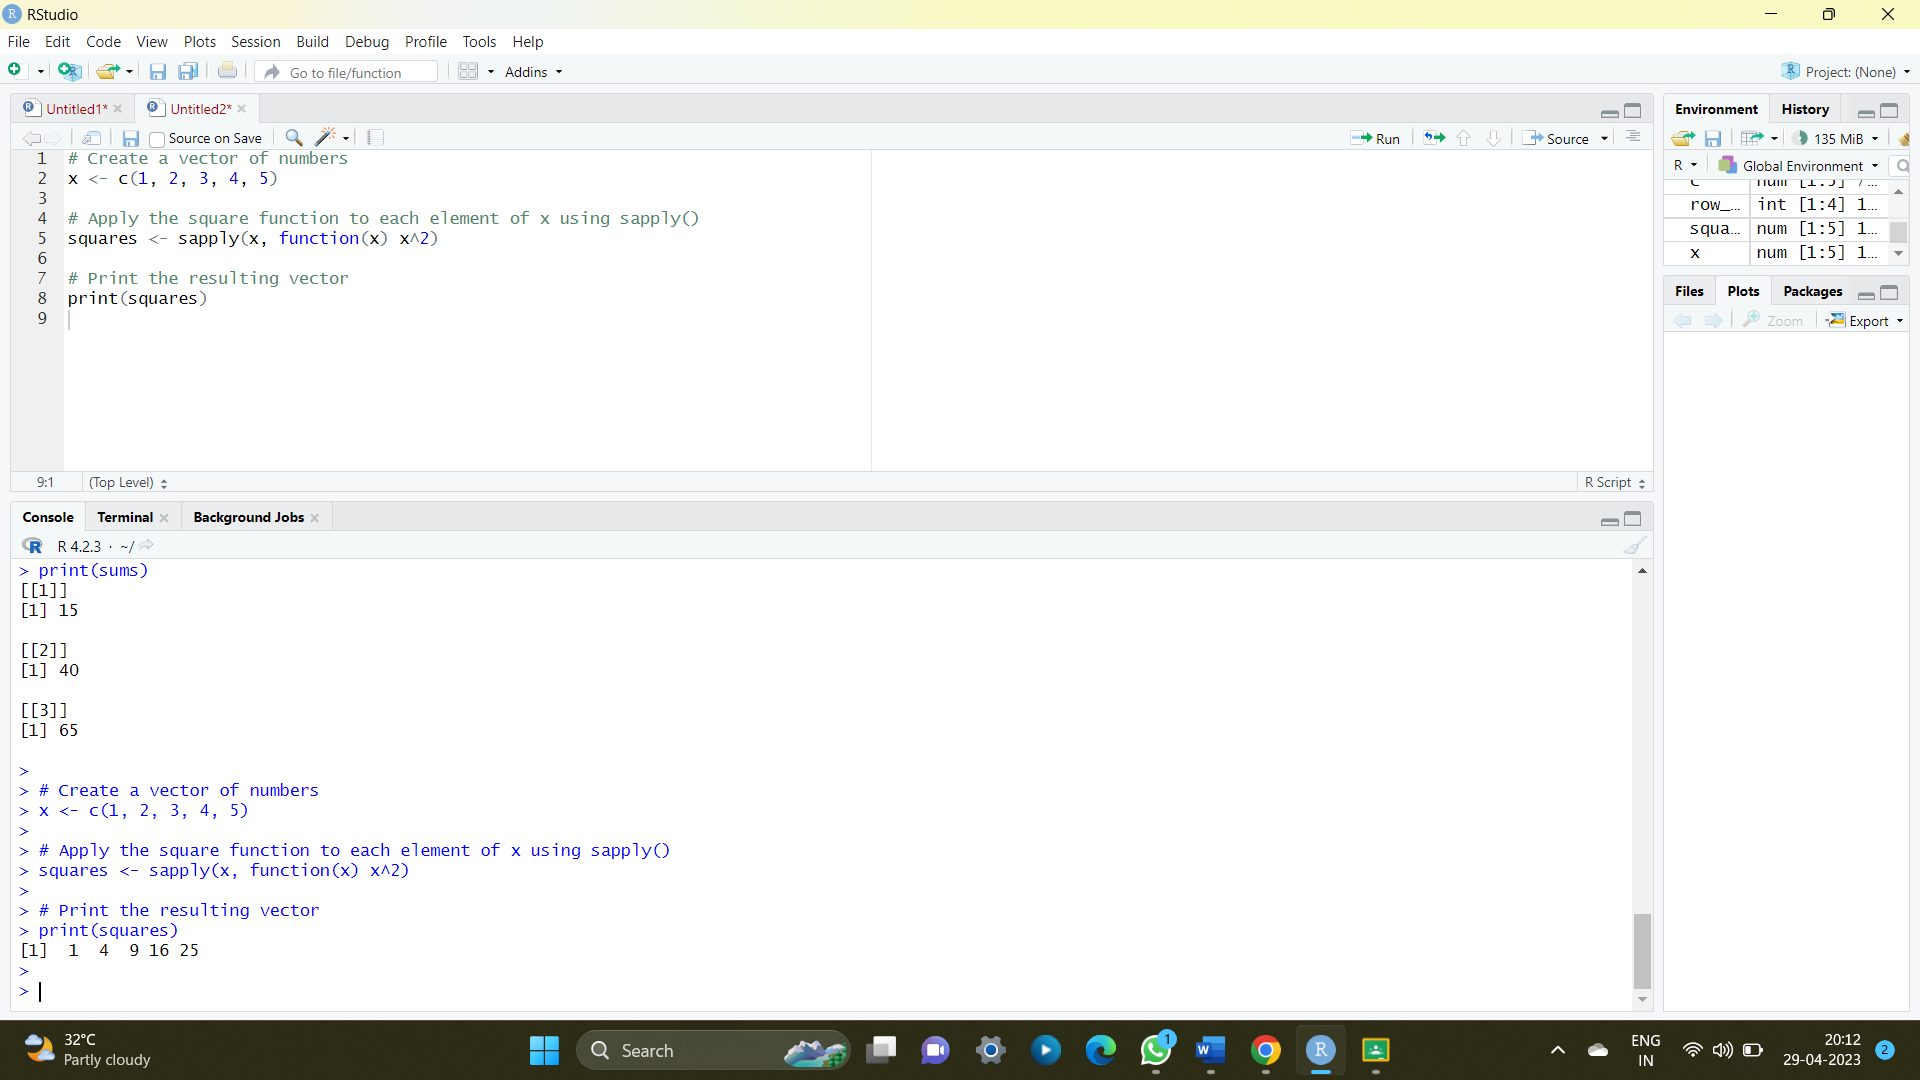 RStudio
File Edit Code View Plots Session Build Debug Profile Tools Help
Go to file/function Addins Project: (None)
Untitled1* Untitled2*
Source on Save Run Source
1 # Create a vector of numbers
2 x <- c(1, 2, 3, 4, 5)
3
4 # Apply the square function to each element of x using sapply()
5 squares <- sapply(x, function(x) x^2)
6
7 # Print the resulting vector
8 print(squares)
9
9:1 (Top Level) R Script
Console Terminal Background Jobs
R 4.2.3 · ~/
> print(sums)
[[1]]
[1] 15
[[2]]
[1] 40
[[3]]
[1] 65
>
> # Create a vector of numbers
> x <- c(1, 2, 3, 4, 5)
>
> # Apply the square function to each element of x using sapply()
> squares <- sapply(x, function(x) x^2)
>
> # Print the resulting vector
> print(squares)
[1]  1  4  9 16 25
>
>
Environment History
135 MiB
R Global Environment
row_... int [1:4] 1...
squa... num [1:5] 1...
x num [1:5] 1...
Files Plots Packages
Zoom Export
32°C
Partly cloudy
Search
1
ENG
IN
20:12
29-04-2023
2